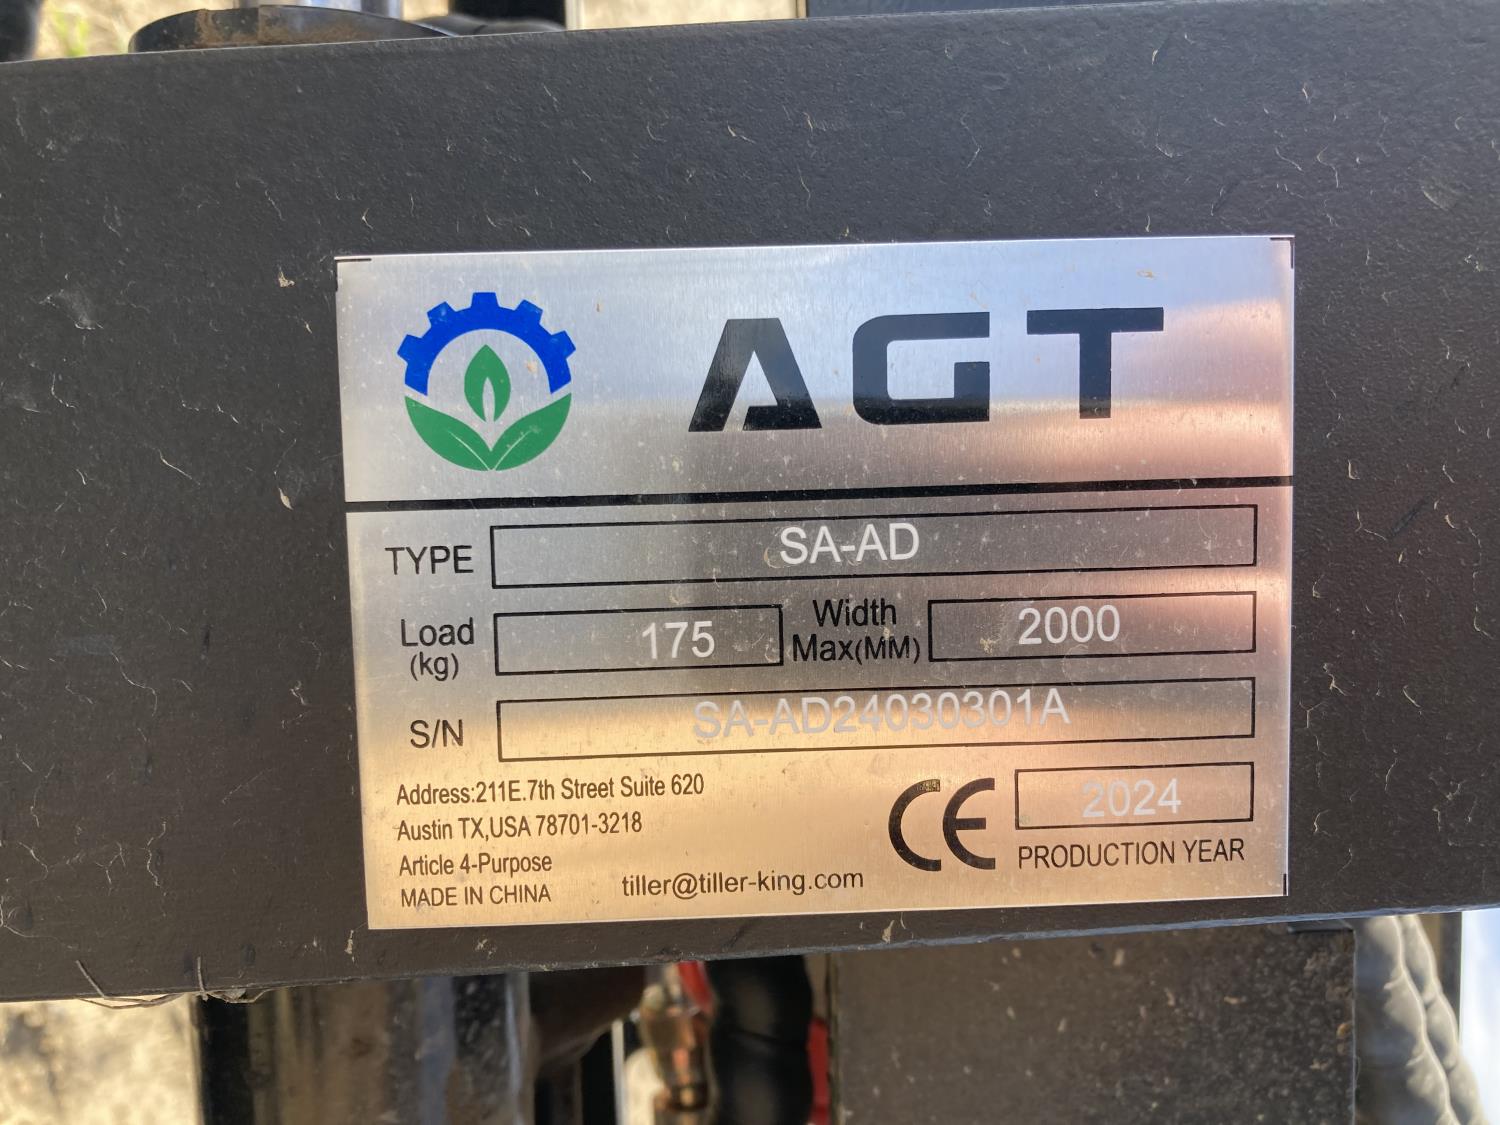 AGT
TYPE SA-AD
Load (kg) 175 Width Max(MM) 2000
S/N SA-AD24030301A
Address:211E.7th Street Suite 620
Austin TX,USA 78701-3218
Article 4-Purpose
MADE IN CHINA
tiller@tiller-king.com
CE
2024
PRODUCTION YEAR